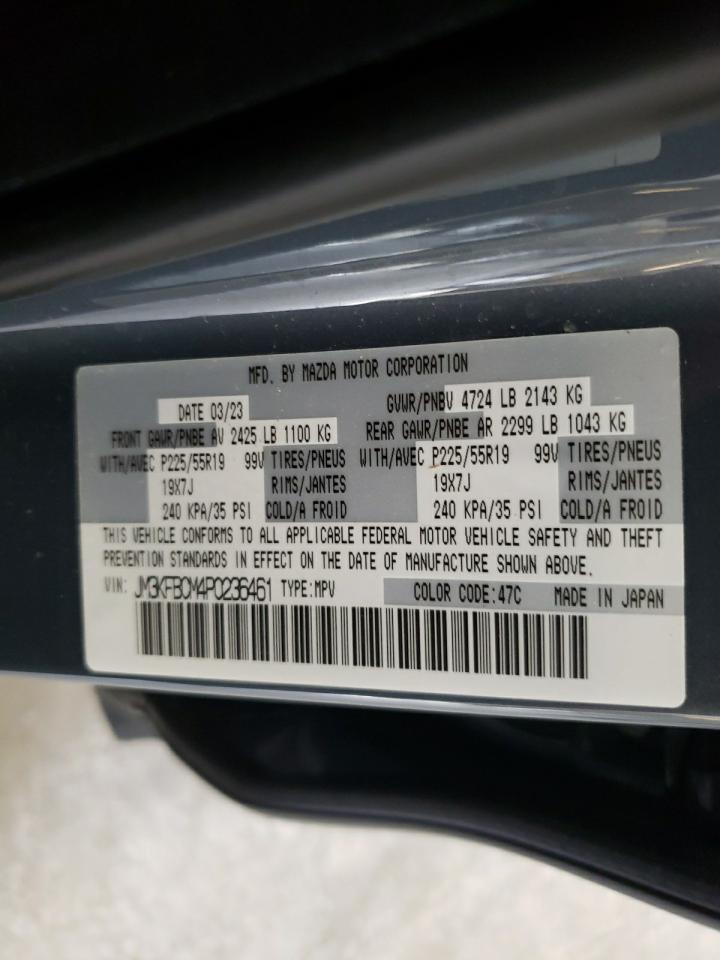 MFD. BY MAZDA MOTOR CORPORATION
DATE 03/23 GVWR/PNBV 4724 LB 2143 KG
FRONT GAWR/PNBE AV 2425 LB 1100 KG REAR GAWR/PNBE AR 2299 LB 1043 KG
WITH/AVEC P225/55R19 99V TIRES/PNEUS WITH/AVEC P225/55R19 99V TIRES/PNEUS
19X7J RIMS/JANTES 19X7J RIMS/JANTES
240 KPA/35 PSI COLD/A FROID 240 KPA/35 PSI COLD/A FROID
THIS VEHICLE CONFORMS TO ALL APPLICABLE FEDERAL MOTOR VEHICLE SAFETY AND THEFT
PREVENTION STANDARDS IN EFFECT ON THE DATE OF MANUFACTURE SHOWN ABOVE.
VIN: JM3KFBCM4P0236461 TYPE:MPV COLOR CODE:47C MADE IN JAPAN